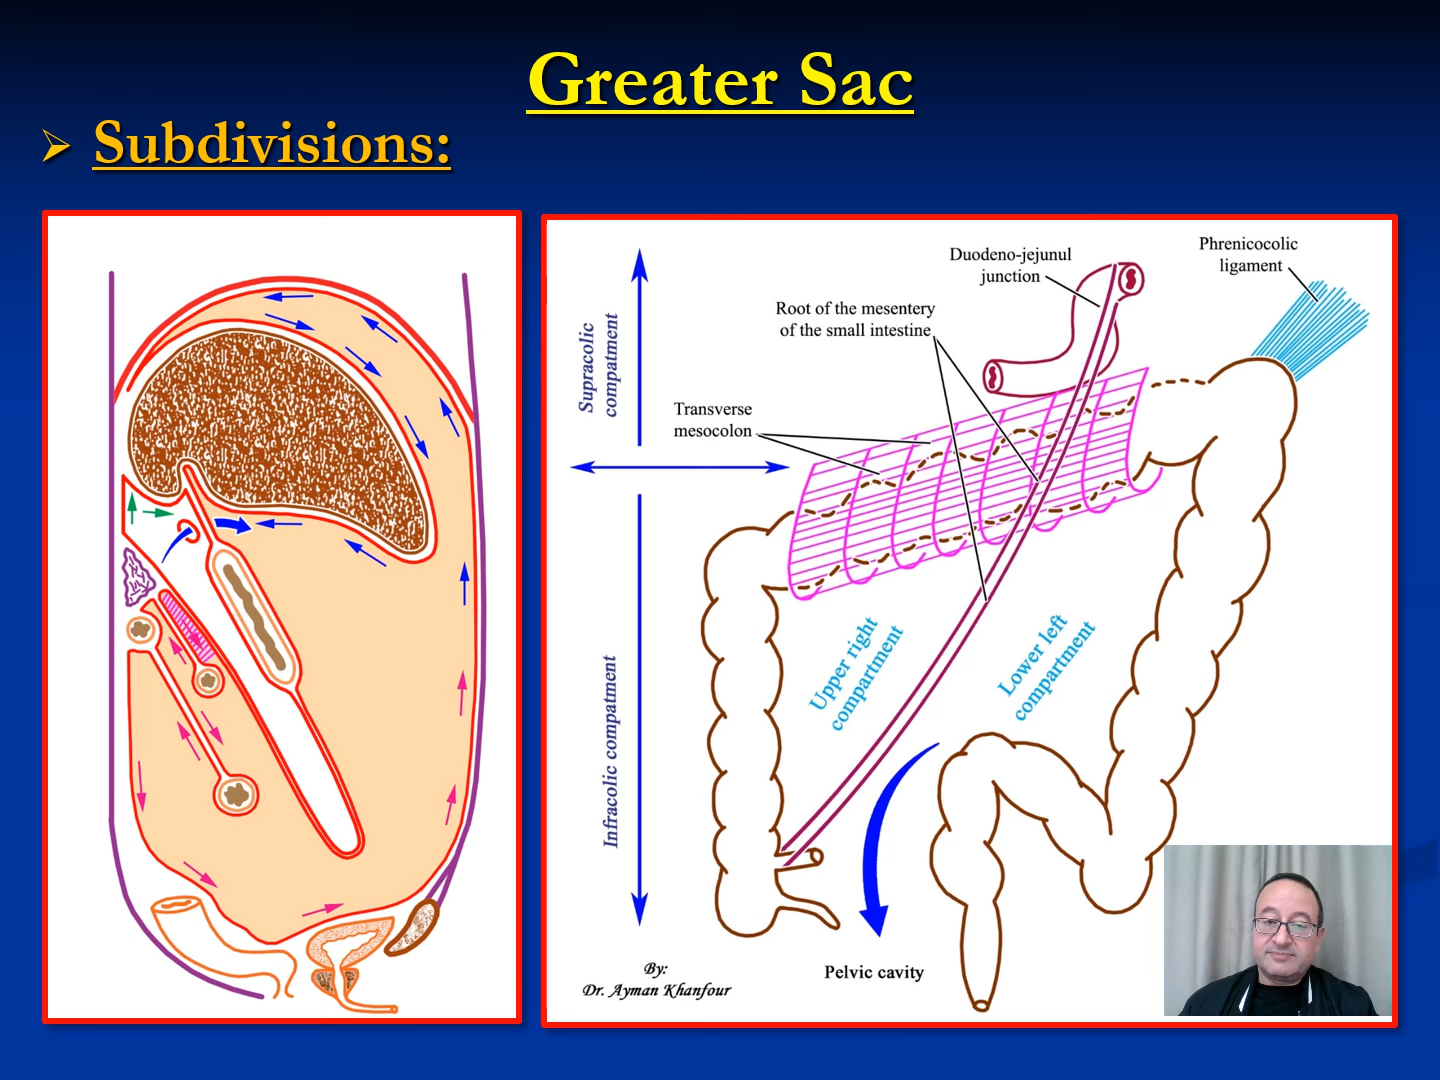 Greater Sac
Subdivisions:
Duodeno-jejunul
junction
Phrenicocolic
ligament
Root of the mesentery
of the small intestine
Supracolic
compatment
Transverse
mesocolon
Upper right
compartment
Lower left
compartment
Infracolic compatment
By:
Dr. Ayman Khanfour
Pelvic cavity